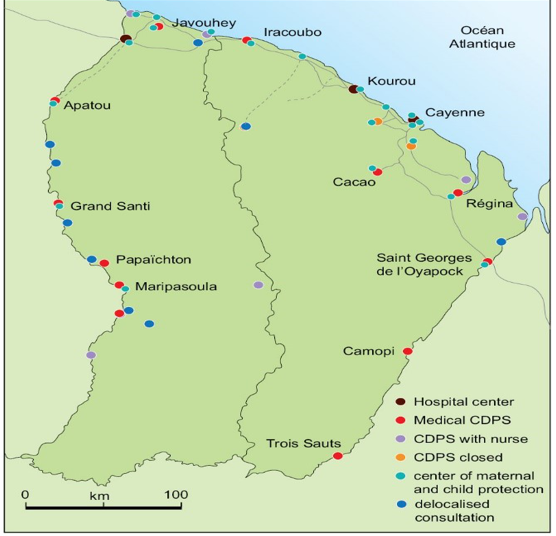 Océan
Atlantique
Javouhey
Iracoubo
Kourou
Cayenne
Apatou
Cacao
Grand Santi
Régina
Papaïchton
Saint Georges
de l'Oyapock
Maripasoula
Camopi
Trois Sauts
Hospital center
Medical CDPS
CDPS with nurse
CDPS closed
center of maternal
and child protection
delocalised
consultation
0 km 100